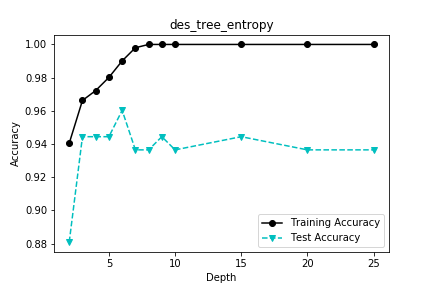 des_tree_entropy
1.00
0.98
0.96
0.94
0.92
0.90
0.88
Accuracy
Training Accuracy
Test Accuracy
5
10
15
20
25
Depth